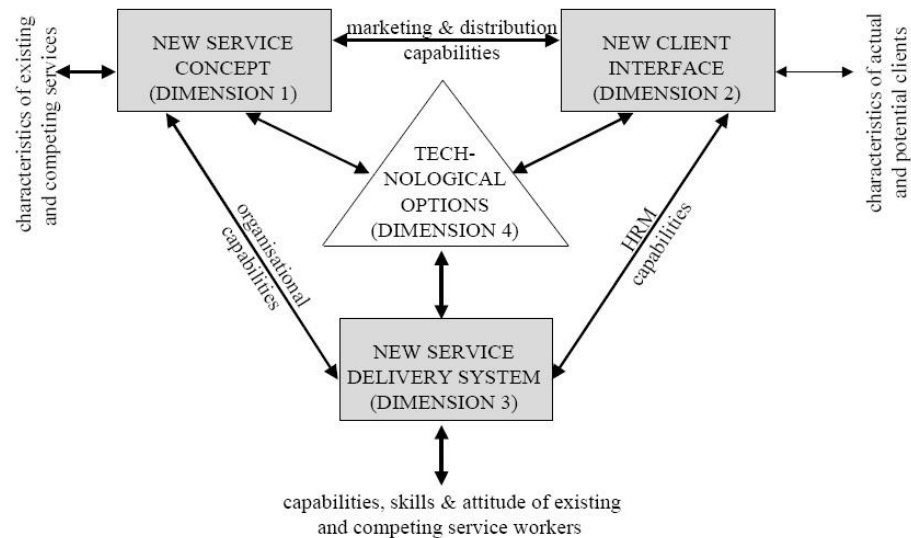 characteristics of existing
and competing services
NEW SERVICE
CONCEPT
(DIMENSION 1)
marketing & distribution
capabilities
NEW CLIENT
INTERFACE
(DIMENSION 2)
characteristics of actual
and potential clients
TECH-
NOLOGICAL
OPTIONS
(DIMENSION 4)
organisational
capabilities
HRM
capabilities
NEW SERVICE
DELIVERY SYSTEM
(DIMENSION 3)
capabilities, skills & attitude of existing
and competing service workers